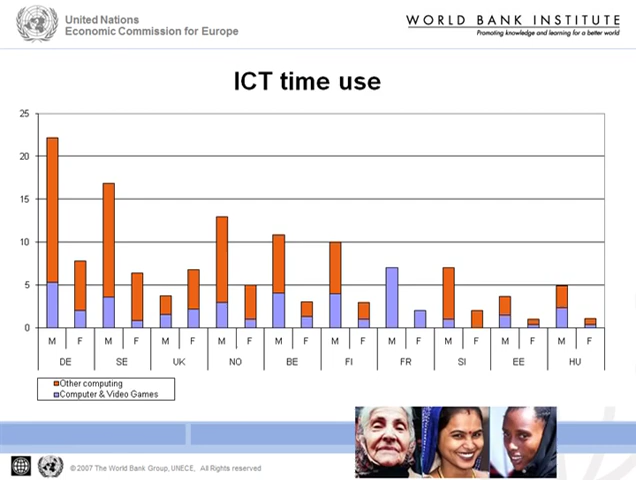 United Nations
Economic Commission for Europe
WORLD BANK INSTITUTE
Promoting knowledge and learning for a better world
ICT time use
25
20
15
10
5
0
M F M F M F M F M F M F M F M F M F M F
DE SE UK NO BE FI FR SI EE HU
Other computing
Computer & Video Games
© 2007 The World Bank Group, UNECE, All Rights reserved